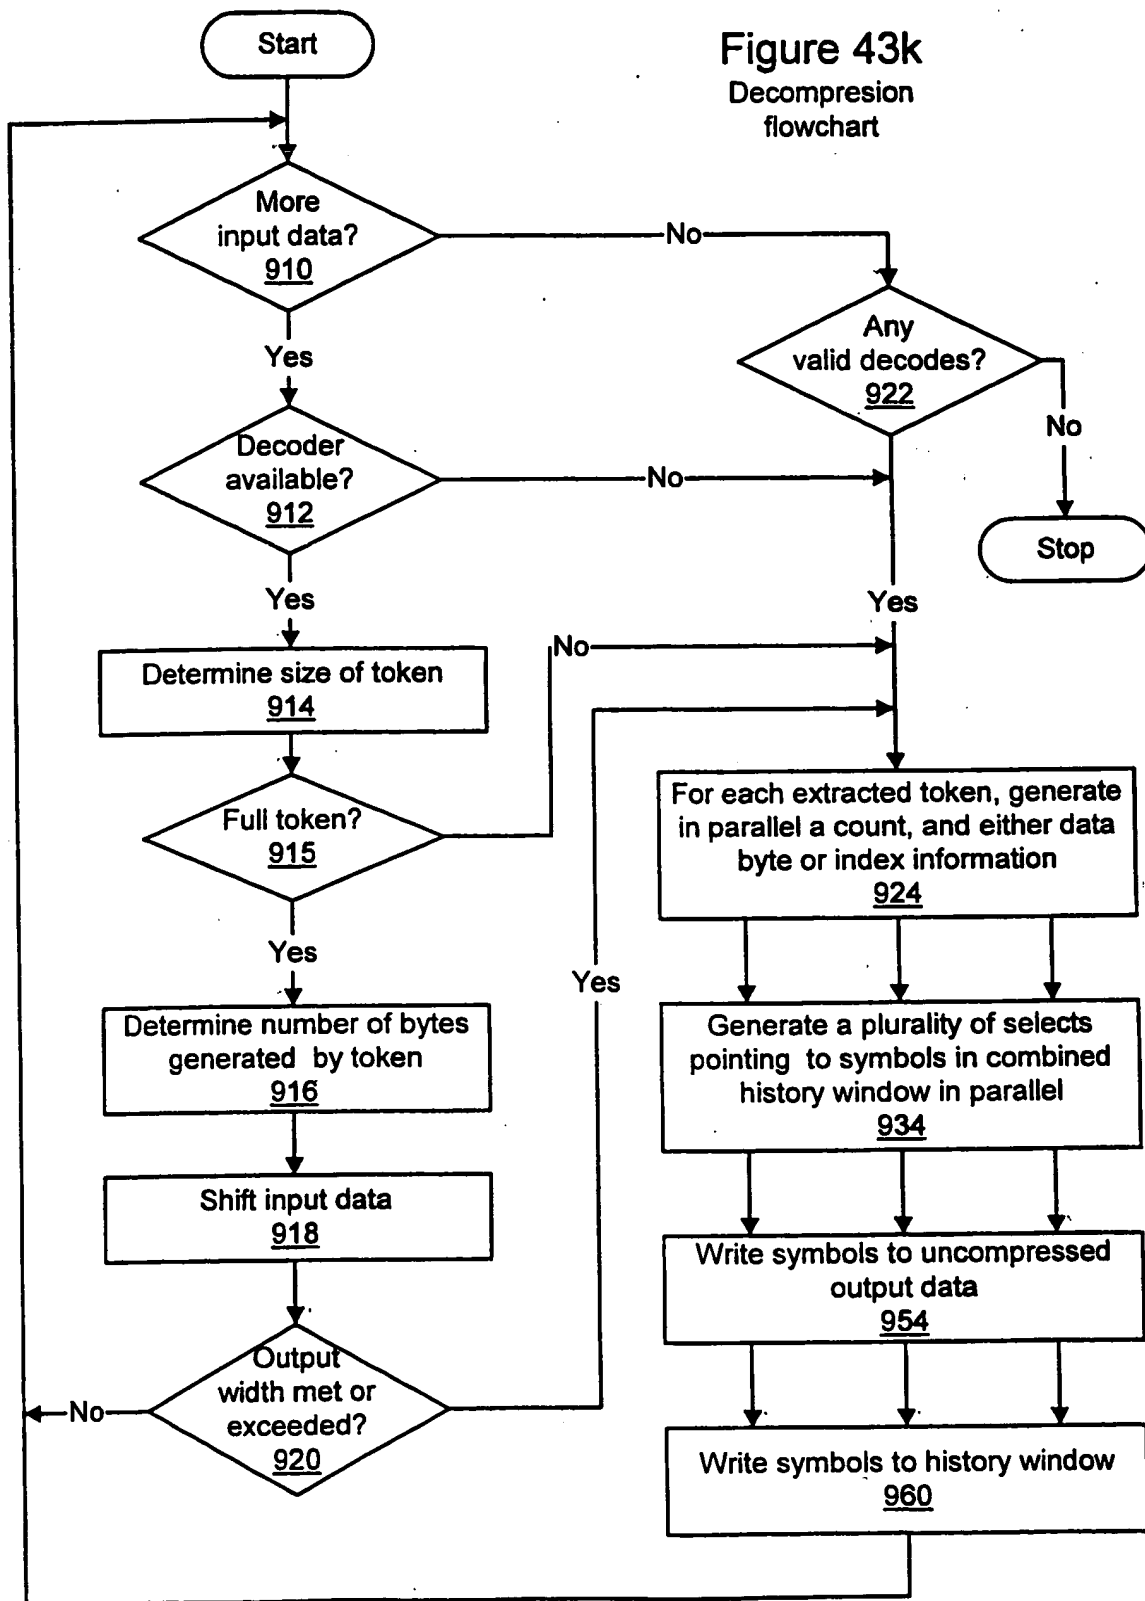 Start
Figure 43k
Decompresion
flowchart
More
input data?
910
No
Any
valid decodes?
922
Yes
No
Decoder
available?
912
No
Stop
Yes
Yes
Determine size of token
914
No
Full token?
915
For each extracted token, generate
in parallel a count, and either data
byte or index information
924
Yes
Yes
Determine number of bytes
generated by token
916
Generate a plurality of selects
pointing to symbols in combined
history window in parallel
934
Shift input data
918
Write symbols to uncompressed
output data
954
Output
width met or
exceeded?
920
No
Write symbols to history window
960